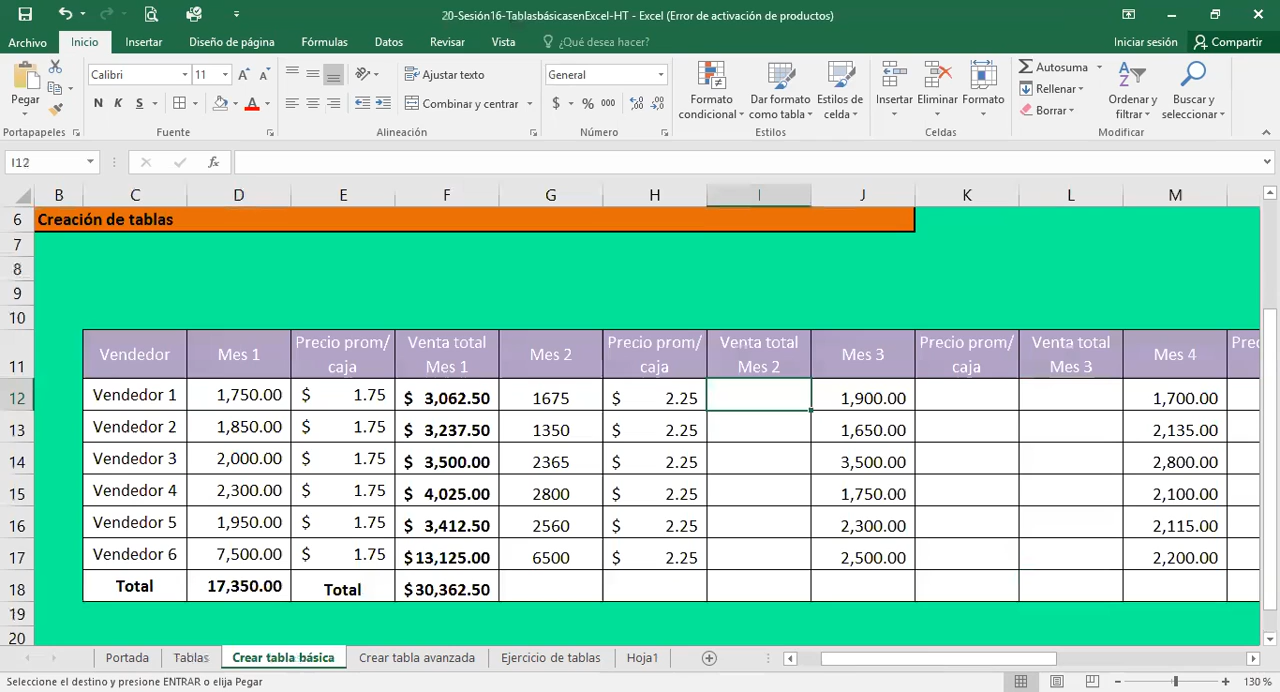 20-Sesión16-TablasbásicasenExcel-HT - Excel (Error de activación de productos)
Archivo Inicio Insertar Diseño de página Fórmulas Datos Revisar Vista ¿Qué desea hacer? Iniciar sesión Compartir
Pegar
Calibri 11
N K S A
Ajustar texto
Combinar y centrar
General
$ % 000
Formato condicional
Dar formato como tabla
Estilos de celda
Insertar Eliminar Formato
Autosuma
Rellenar
Borrar
Ordenar y filtrar
Buscar y seleccionar
Portapapeles Fuente Alineación Número Estilos Celdas Modificar
I12 fx
B C D E F G H I J K L M
6 Creación de tablas
7
8
9
10
11 Vendedor Mes 1 Precio prom/ caja Venta total Mes 1 Mes 2 Precio prom/ caja Venta total Mes 2 Mes 3 Precio prom/ caja Venta total Mes 3 Mes 4 Prec
12 Vendedor 1 1,750.00 $ 1.75 $ 3,062.50 1675 $ 2.25 1,900.00 1,700.00
13 Vendedor 2 1,850.00 $ 1.75 $ 3,237.50 1350 $ 2.25 1,650.00 2,135.00
14 Vendedor 3 2,000.00 $ 1.75 $ 3,500.00 2365 $ 2.25 3,500.00 2,800.00
15 Vendedor 4 2,300.00 $ 1.75 $ 4,025.00 2800 $ 2.25 1,750.00 2,100.00
16 Vendedor 5 1,950.00 $ 1.75 $ 3,412.50 2560 $ 2.25 2,300.00 2,115.00
17 Vendedor 6 7,500.00 $ 1.75 $13,125.00 6500 $ 2.25 2,500.00 2,200.00
18 Total 17,350.00 Total $30,362.50
19
20
Portada Tablas Crear tabla básica Crear tabla avanzada Ejercicio de tablas Hoja1
Seleccione el destino y presione ENTRAR o elija Pegar 130 %